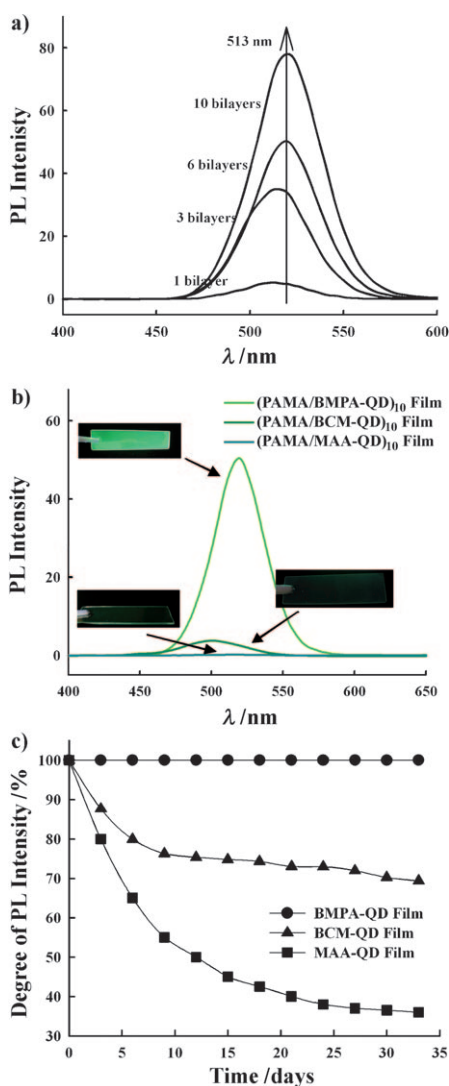 a)
513 nm
80
10 bilayers
60
6 bilayers
40
3 bilayers
20
1 bilayer
0
400 450 500 550 600
PL Intenisty
λ /nm
b)
(PAMA/BMPA-QD)10 Film
(PAMA/BCM-QD)10 Film
(PAMA/MAA-QD)10 Film
60
40
20
0
400 450 500 550 600 650
PL Intensity
λ /nm
c)
100
90
80
70
60
50
40
30
BMPA-QD Film
BCM-QD Film
MAA-QD Film
0 5 10 15 20 25 30 35
Degree of PL Intensity /%
Time /days